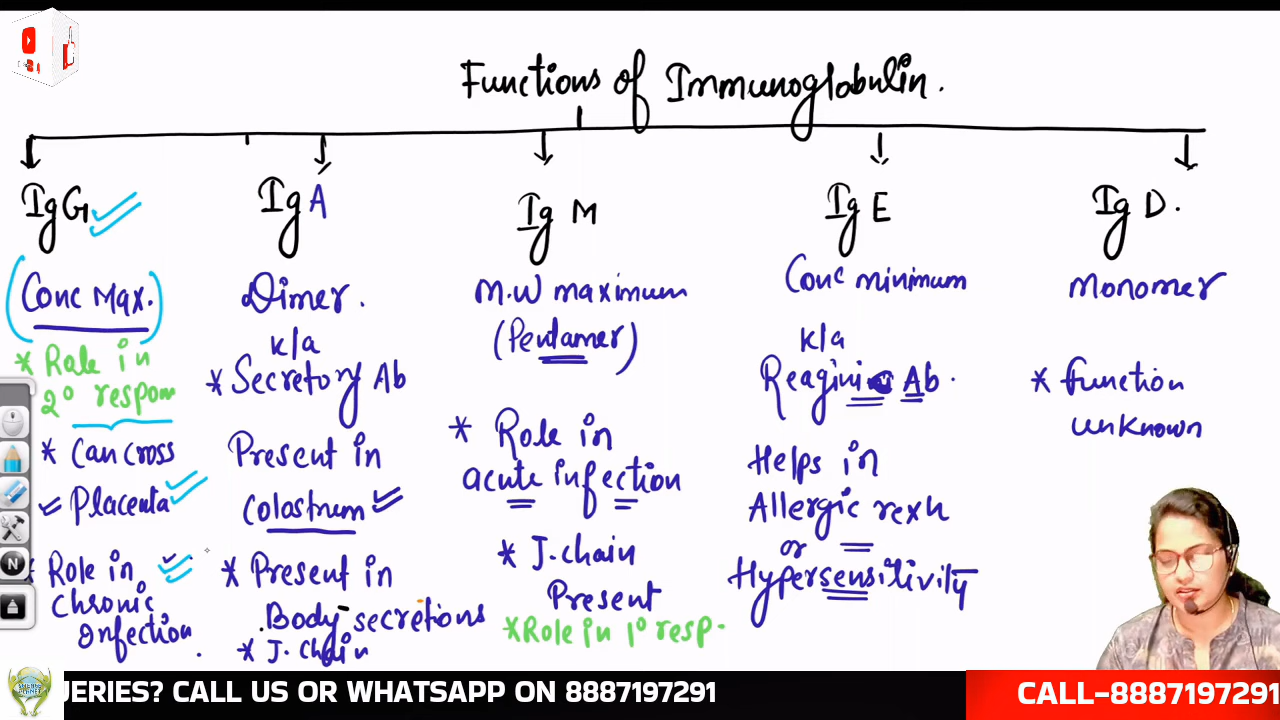 Functions of Immunoglobulin.
IgG
(Conc Max.)
* Role in
2° respon
* Can cross
Placenta
* Role in
Chronic
Infection.
IgA
Dimer.
k/a
* Secretory Ab
Present in
Colostrum
* Present in
Body secretions
* J. chain
Ig M
M.W maximum
(Pentamer)
* Role in
acute infection
* J. chain
Present
* Role in 1° resp.
Ig E
Conc minimum
k/a
Ab.
Helps in
Allergic rexn
or
Hypersensitivity
Ig D.
Monomer
* function
unknown
N
UERIES? CALL US OR WHATSAPP ON 8887197291
CALL-8887197291